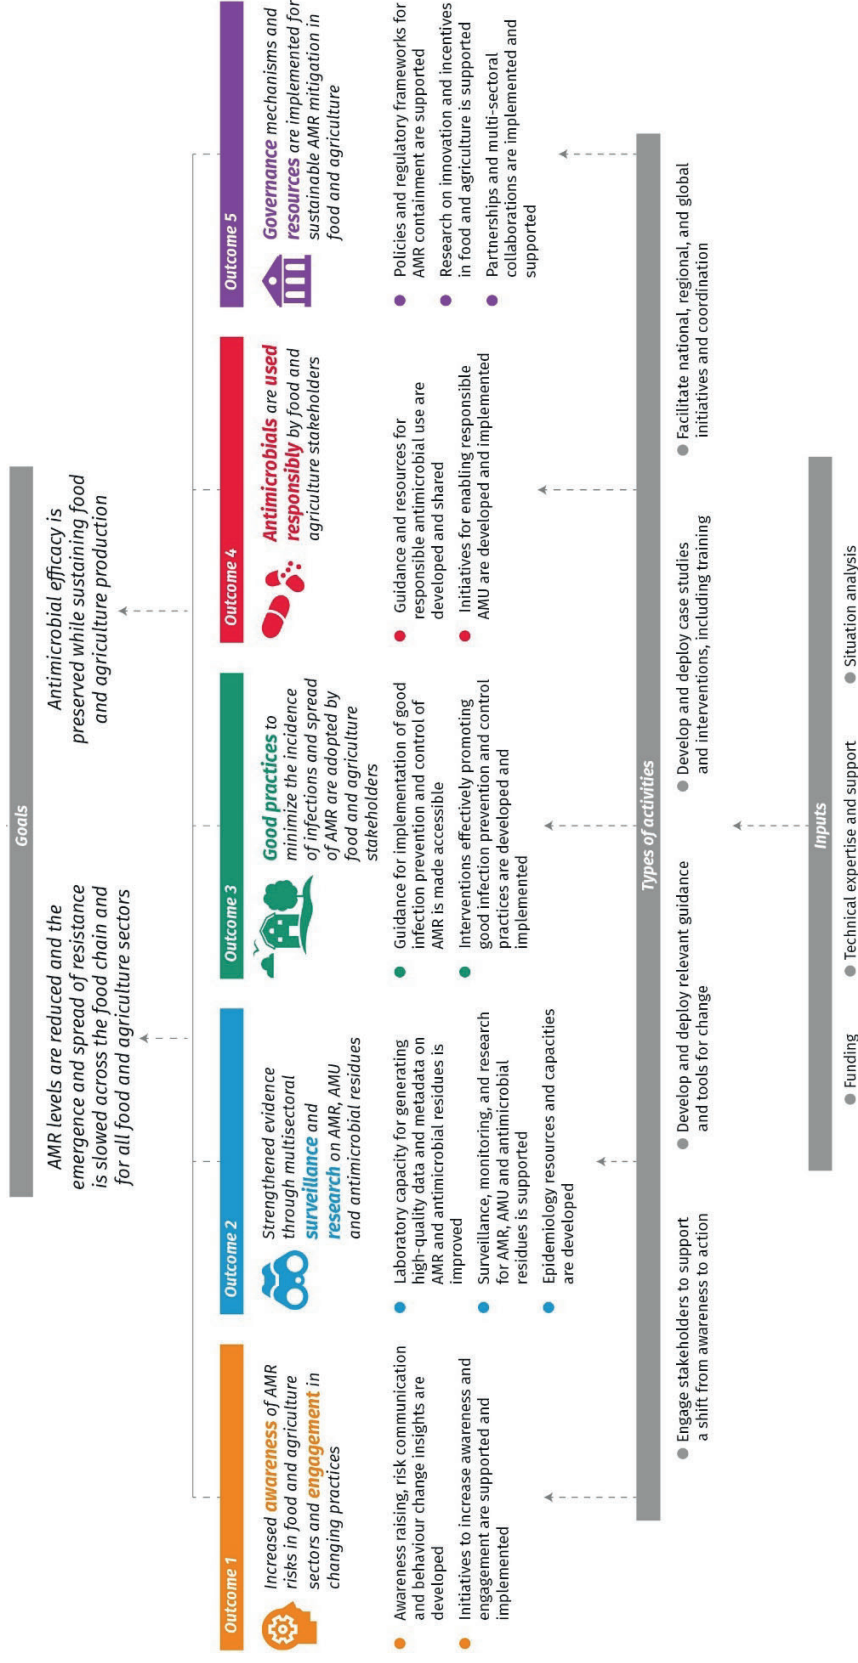 Goals
AMR levels are reduced and the
emergence and spread of resistance
is slowed across the food chain and
for all food and agriculture sectors
Antimicrobial efficacy is
preserved while sustaining food
and agriculture production
Outcome 1
Increased awareness of AMR
risks in food and agriculture
sectors and engagement in
changing practices
Awareness raising, risk communication
and behaviour change insights are
developed
Initiatives to increase awareness and
engagement are supported and
implemented
Outcome 2
Strengthened evidence
through multisectoral
surveillance and
research on AMR, AMU
and antimicrobial residues
Laboratory capacity for generating
high-quality data and metadata on
AMR and antimicrobial residues is
improved
Surveillance, monitoring, and research
for AMR, AMU and antimicrobial
residues is supported
Epidemiology resources and capacities
are developed
Outcome 3
Good practices to
minimize the incidence
of infections and spread
of AMR are adopted by
food and agriculture
stakeholders
Guidance for implementation of good
infection prevention and control of
AMR is made accessible
Interventions effectively promoting
good infection prevention and control
practices are developed and
implemented
Outcome 4
Antimicrobials are used
responsibly by food and
agriculture stakeholders
Guidance and resources for
responsible antimicrobial use are
developed and shared
Initiatives for enabling responsible
AMU are developed and implemented
Outcome 5
Governance mechanisms and
resources are implemented for
sustainable AMR mitigation in
food and agriculture
Policies and regulatory frameworks for
AMR containment are supported
Research on innovation and incentives
in food and agriculture is supported
Partnerships and multi-sectoral
collaborations are implemented and
supported
Types of activities
Engage stakeholders to support
a shift from awareness to action
Develop and deploy relevant guidance
and tools for change
Develop and deploy case studies
and interventions, including training
Facilitate national, regional, and global
initiatives and coordination
Inputs
Funding
Technical expertise and support
Situation analysis